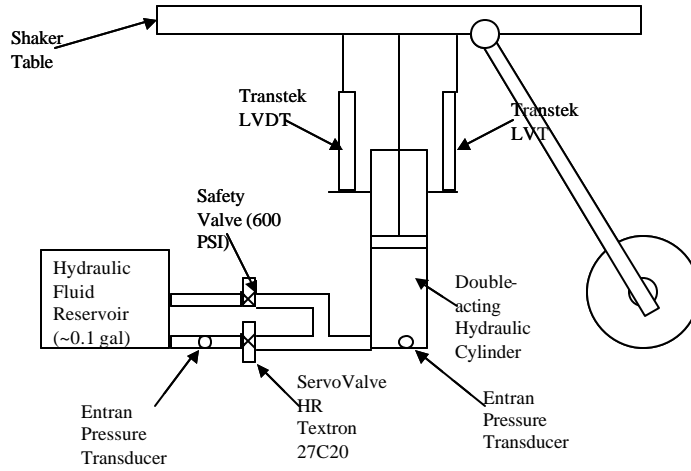 Shaker
Table
Transtek
LVDT
Transtek
LVT
Safety
Valve (600
PSI)
Hydraulic
Fluid
Reservoir
(~0.1 gal)
Double-
acting
Hydraulic
Cylinder
ServoValve
HR
Textron
27C20
Entran
Pressure
Transducer
Entran
Pressure
Transducer